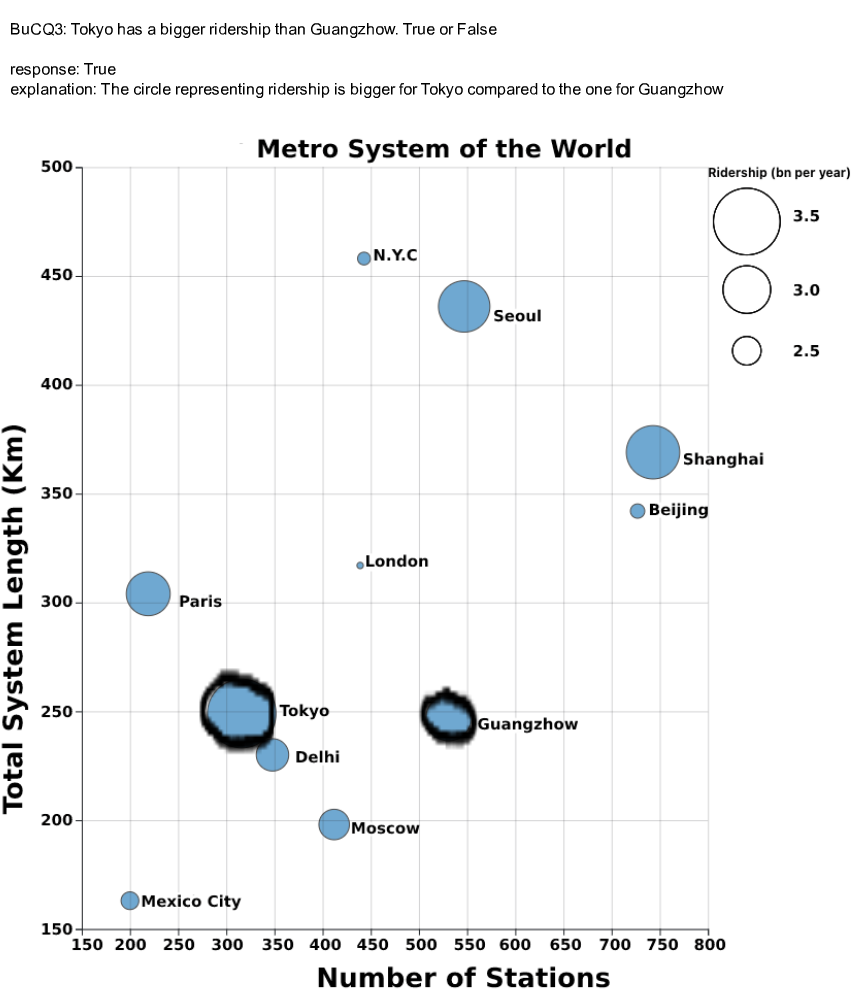 BuCQ3: Tokyo has a bigger ridership than Guangzhow. True or False
response: True
explanation: The circle representing ridership is bigger for Tokyo compared to the one for Guangzhow
Metro System of the World
Ridership (bn per year)
3.5
3.0
2.5
500
450
400
350
300
250
200
150
Total System Length (Km)
N.Y.C
Seoul
Shanghai
Beijing
London
Paris
Tokyo
Guangzhow
Delhi
Moscow
Mexico City
150 200 250 300 350 400 450 500 550 600 650 700 750 800
Number of Stations